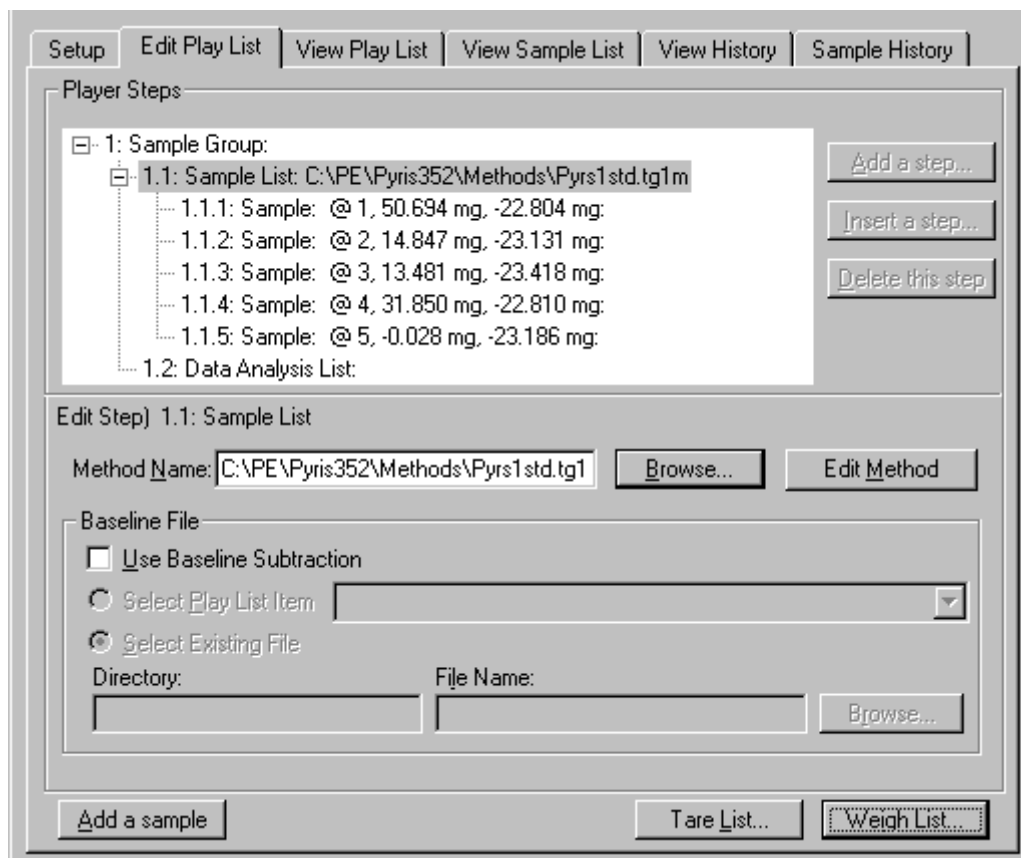 Setup Edit Play List View Play List View Sample List View History Sample History
Player Steps
1: Sample Group:
1.1: Sample List: C:\PE\Pyris352\Methods\Pyrs1std.tg1m
1.1.1: Sample: @ 1, 50.694 mg, -22.804 mg:
1.1.2: Sample: @ 2, 14.847 mg, -23.131 mg:
1.1.3: Sample: @ 3, 13.481 mg, -23.418 mg:
1.1.4: Sample: @ 4, 31.850 mg, -22.810 mg:
1.1.5: Sample: @ 5, -0.028 mg, -23.186 mg:
1.2: Data Analysis List:
Add a step...
Insert a step...
Delete this step
Edit Step) 1.1: Sample List
Method Name: C:\PE\Pyris352\Methods\Pyrs1std.tg1 Browse... Edit Method
Baseline File
Use Baseline Subtraction
Select Play List Item
Select Existing File
Directory: File Name:
Browse...
Add a sample Tare List... Weigh List...